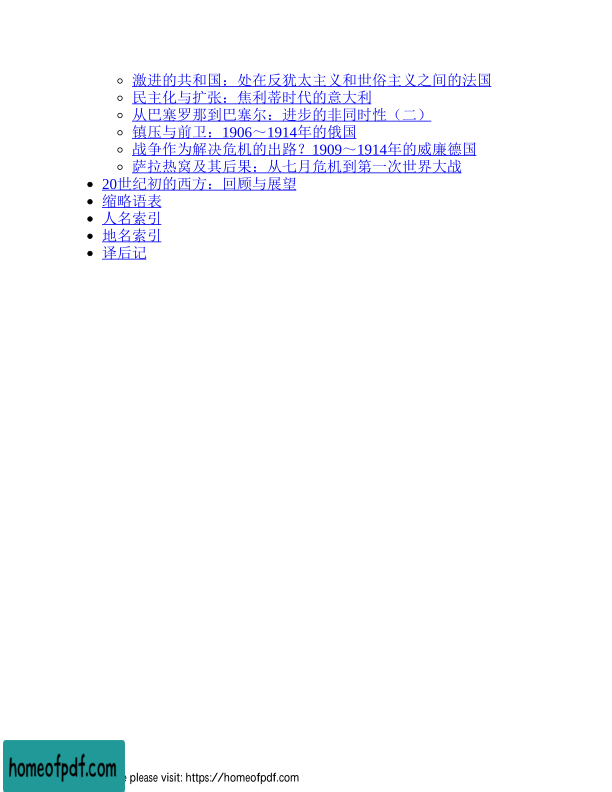 激进的共和国：处在反犹太主义和世俗主义之间的法国
民主化与扩张：焦利蒂时代的意大利
从巴塞罗那到巴塞尔：进步的非同时性（二）
镇压与前卫：1906～1914年的俄国
战争作为解决危机的出路？1909～1914年的威廉德国
萨拉热窝及其后果：从七月危机到第一次世界大战
20世纪初的西方：回顾与展望
缩略语表
人名索引
地名索引
译后记
homeofpdf.com
please visit: https://homeofpdf.com